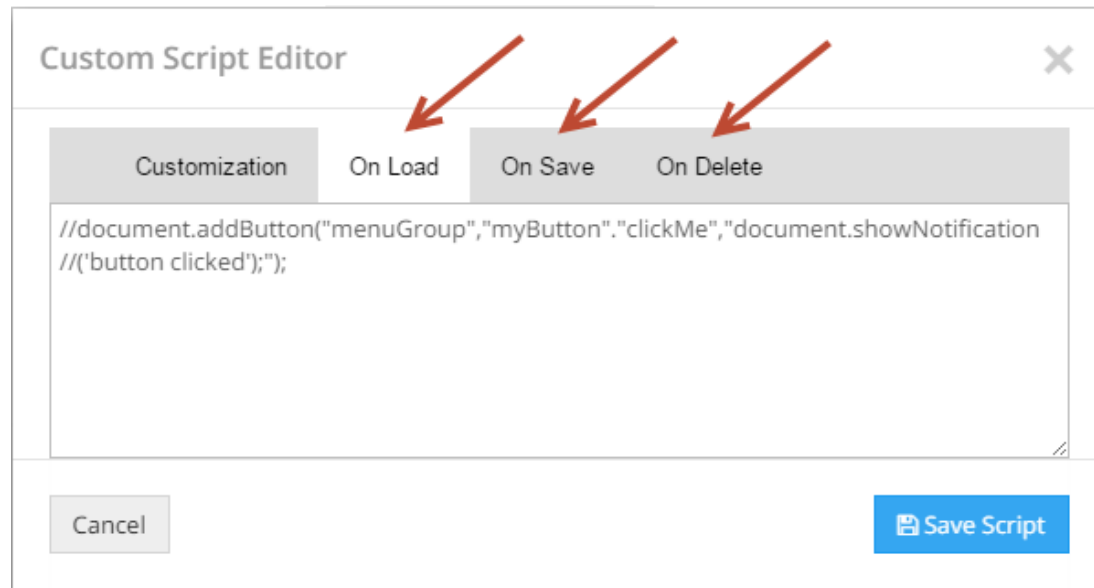 Custom Script Editor
Customization On Load On Save On Delete
//document.addButton("menuGroup","myButton"."clickMe","document.showNotification
//('button clicked');");
Cancel Save Script